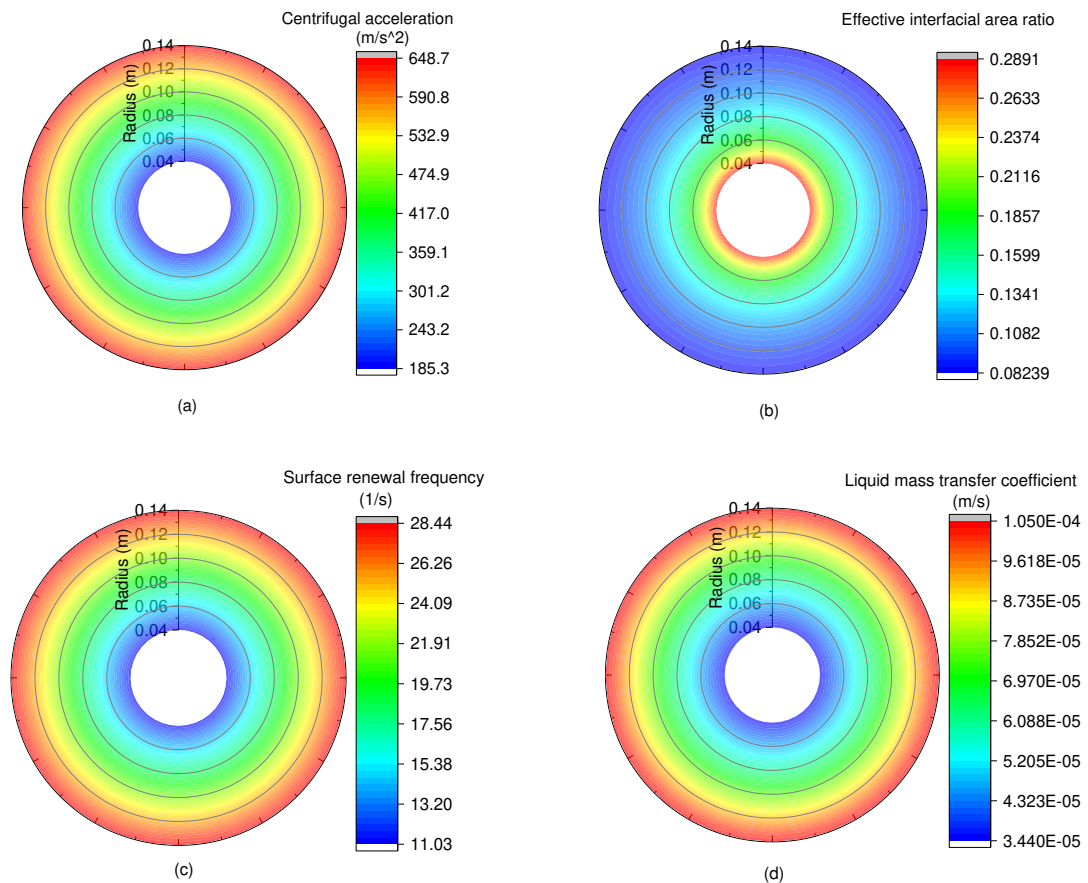 Centrifugal acceleration
(m/s^2)
648.7
590.8
532.9
474.9
417.0
359.1
301.2
243.2
185.3
0.14
0.12
0.10
0.08
0.06
0.04
Radius (m)
(a)
Effective interfacial area ratio
0.2891
0.2633
0.2374
0.2116
0.1857
0.1599
0.1341
0.1082
0.08239
0.14
0.12
0.10
0.08
0.06
0.04
Radius (m)
(b)
Surface renewal frequency
(1/s)
28.44
26.26
24.09
21.91
19.73
17.56
15.38
13.20
11.03
0.14
0.12
0.10
0.08
0.06
0.04
Radius (m)
(c)
Liquid mass transfer coefficient
(m/s)
1.050E-04
9.618E-05
8.735E-05
7.852E-05
6.970E-05
6.088E-05
5.205E-05
4.323E-05
3.440E-05
0.14
0.12
0.10
0.08
0.06
0.04
Radius (m)
(d)